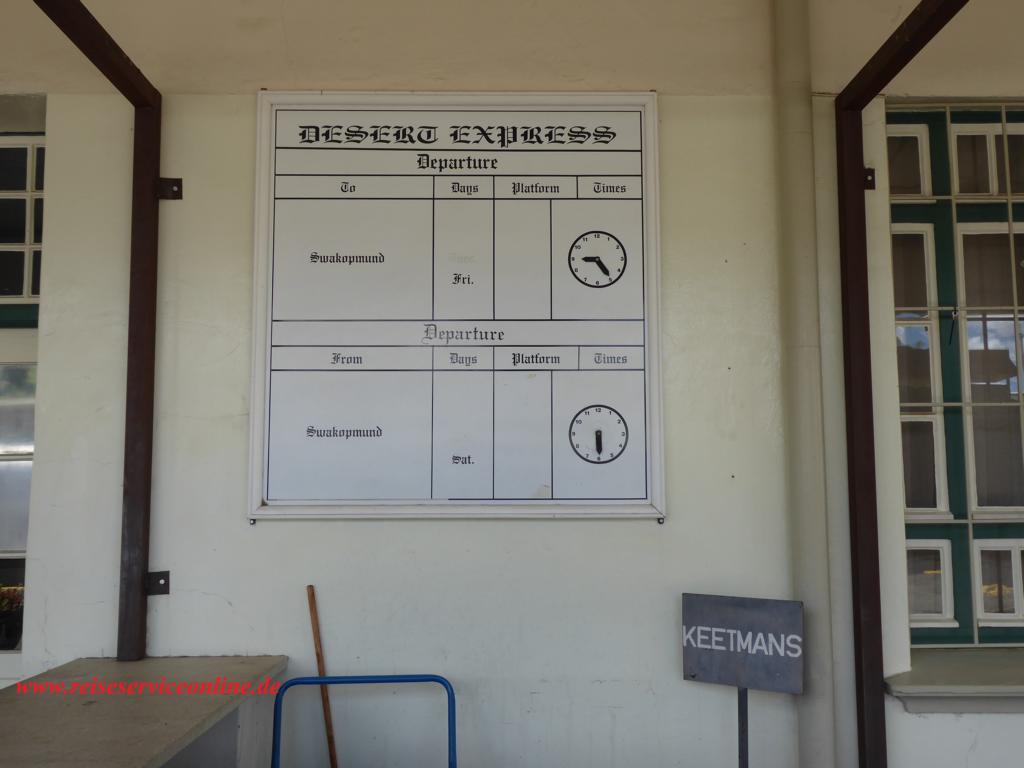 DESERT EXPRESS
Departure
To Days Platform Times
Swakopmund
Fri.
Departure
From Days Platform Times
Swakopmund
Sat.
KEETMANS
www.reiseserviceonline.de